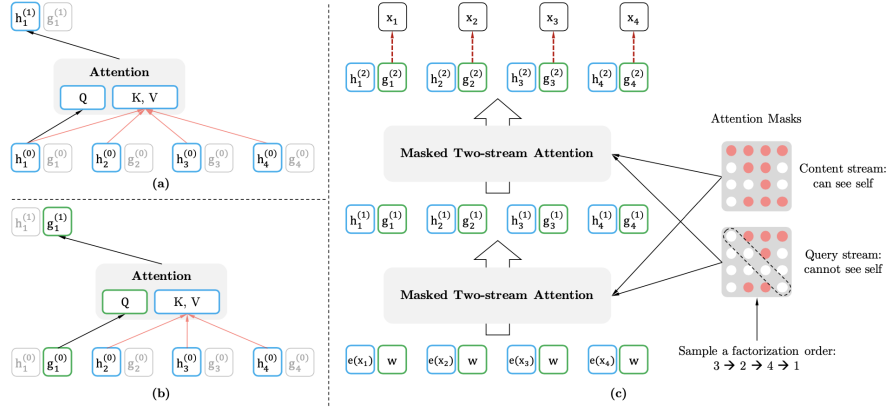 h₁⁽¹⁾ g₁⁽¹⁾
Attention
Q K, V
h₁⁽⁰⁾ g₁⁽⁰⁾ h₂⁽⁰⁾ g₂⁽⁰⁾ h₃⁽⁰⁾ g₃⁽⁰⁾ h₄⁽⁰⁾ g₄⁽⁰⁾
(a)
h₁⁽¹⁾ g₁⁽¹⁾
Attention
Q K, V
h₁⁽⁰⁾ g₁⁽⁰⁾ h₂⁽⁰⁾ g₂⁽⁰⁾ h₃⁽⁰⁾ g₃⁽⁰⁾ h₄⁽⁰⁾ g₄⁽⁰⁾
(b)
x₁ x₂ x₃ x₄
h₁⁽²⁾ g₁⁽²⁾ h₂⁽²⁾ g₂⁽²⁾ h₃⁽²⁾ g₃⁽²⁾ h₄⁽²⁾ g₄⁽²⁾
Masked Two-stream Attention
h₁⁽¹⁾ g₁⁽¹⁾ h₂⁽¹⁾ g₂⁽¹⁾ h₃⁽¹⁾ g₃⁽¹⁾ h₄⁽¹⁾ g₄⁽¹⁾
Masked Two-stream Attention
e(x₁) w e(x₂) w e(x₃) w e(x₄) w
(c)
Attention Masks
Content stream:
can see self
Query stream:
cannot see self
Sample a factorization order:
3 → 2 → 4 → 1